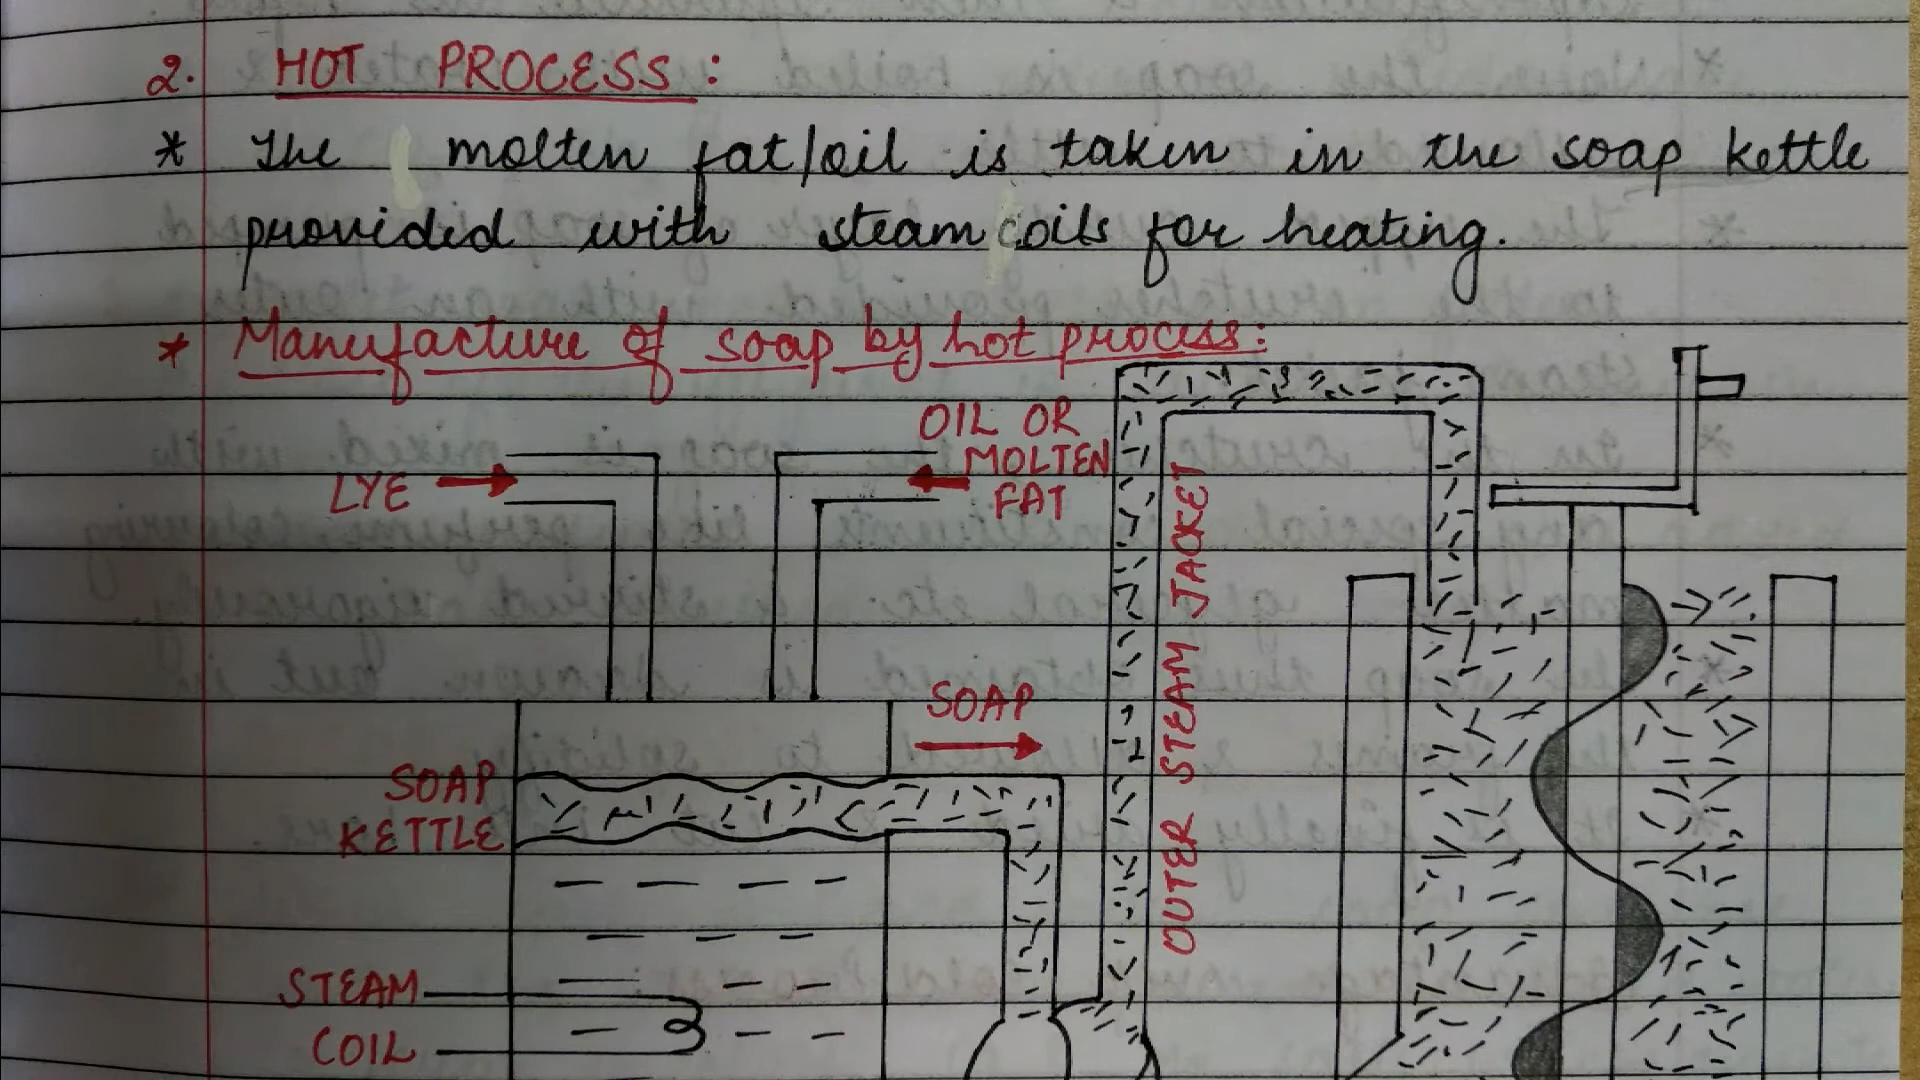 2. HOT PROCESS:
* The molten fat/oil is taken in the soap kettle
provided with steam coils for heating.
* Manufacture of soap by hot process:
LYE
OIL OR
MOLTEN
FAT
OUTER STEAM JACKET
SOAP
SOAP
KETTLE
STEAM
COIL